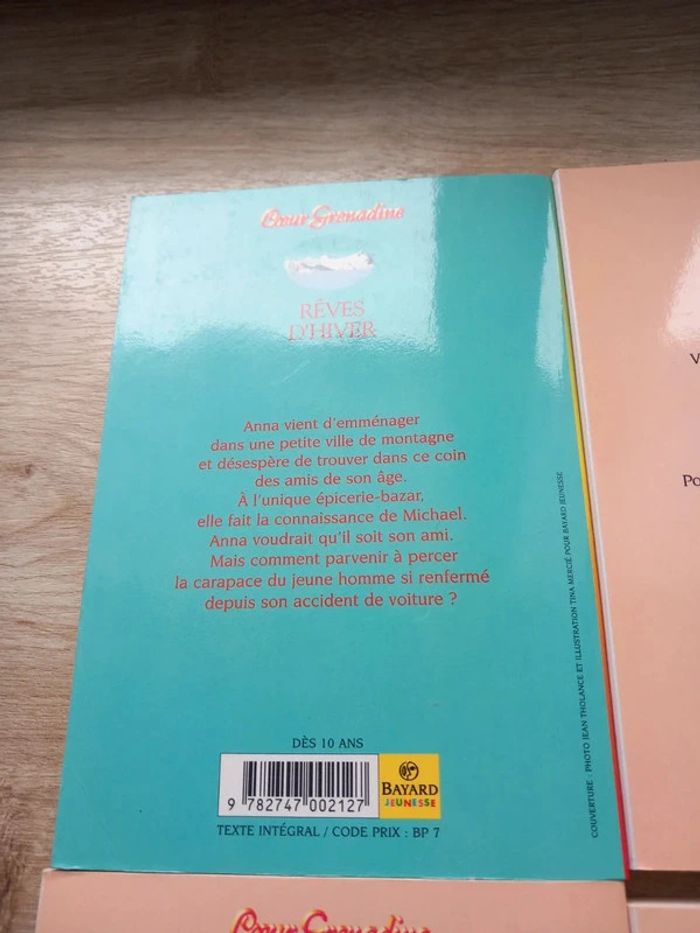 Cœur Grenadine
RÊVES
D'HIVER
Anna vient d'emménager
dans une petite ville de montagne
et désespère de trouver dans ce coin
des amis de son âge.
À l'unique épicerie-bazar,
elle fait la connaissance de Michael.
Anna voudrait qu'il soit son ami.
Mais comment parvenir à percer
la carapace du jeune homme si renfermé
depuis son accident de voiture ?
DÈS 10 ANS
9 782747 002127
BAYARD
JEUNESSE
TEXTE INTÉGRAL / CODE PRIX : BP 7
COUVERTURE : PHOTO JEAN THOLANCE ET ILLUSTRATION TINA MERCIÉ POUR BAYARD JEUNESSE
V
Po
Cœur Grenadine